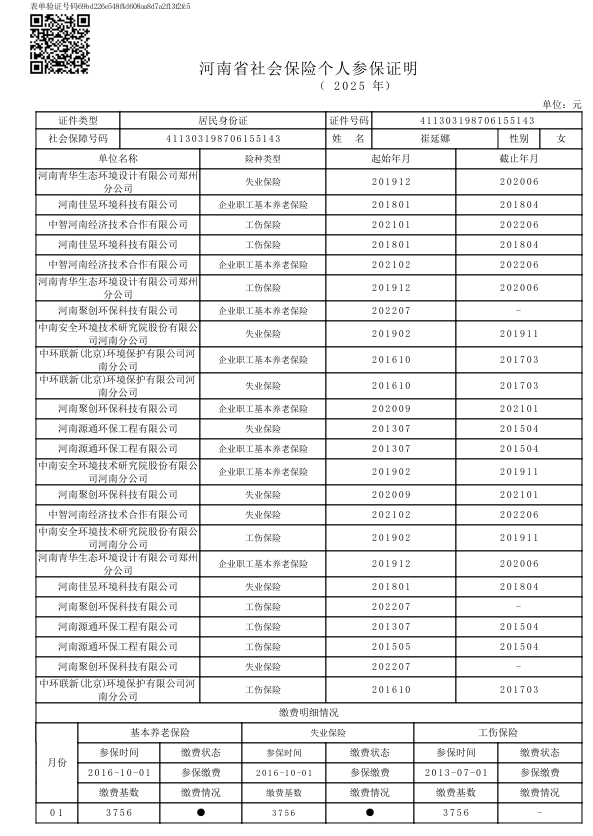 表单验证号码69bd226e548f4d608aa8d7a2f13f2fe5
河南省社会保险个人参保证明
（ 2025 年）
单位：元
证件类型 居民身份证 证件号码 411303198706155143
社会保障号码 411303198706155143 姓 名 崔延娜 性别 女
单位名称 险种类型 起始年月 截止年月
河南青华生态环境设计有限公司郑州
分公司 失业保险 201912 202006
河南佳昱环境科技有限公司 企业职工基本养老保险 201801 201804
中智河南经济技术合作有限公司 工伤保险 202101 202206
河南佳昱环境科技有限公司 工伤保险 201801 201804
中智河南经济技术合作有限公司 企业职工基本养老保险 202102 202206
河南青华生态环境设计有限公司郑州
分公司 工伤保险 201912 202006
河南聚创环保科技有限公司 企业职工基本养老保险 202207 -
中南安全环境技术研究院股份有限公
司河南分公司 失业保险 201902 201911
中环联新(北京)环境保护有限公司河
南分公司 企业职工基本养老保险 201610 201703
中环联新(北京)环境保护有限公司河
南分公司 失业保险 201610 201703
河南聚创环保科技有限公司 企业职工基本养老保险 202009 202101
河南源通环保工程有限公司 失业保险 201307 201504
河南源通环保工程有限公司 企业职工基本养老保险 201307 201504
中南安全环境技术研究院股份有限公
司河南分公司 企业职工基本养老保险 201902 201911
河南聚创环保科技有限公司 失业保险 202009 202101
中智河南经济技术合作有限公司 失业保险 202102 202206
中南安全环境技术研究院股份有限公
司河南分公司 工伤保险 201902 201911
河南青华生态环境设计有限公司郑州
分公司 企业职工基本养老保险 201912 202006
河南佳昱环境科技有限公司 失业保险 201801 201804
河南聚创环保科技有限公司 工伤保险 202207 -
河南源通环保工程有限公司 工伤保险 201307 201504
河南源通环保工程有限公司 工伤保险 201505 201504
河南聚创环保科技有限公司 失业保险 202207 -
中环联新(北京)环境保护有限公司河
南分公司 工伤保险 201610 201703
缴费明细情况
月份 基本养老保险 失业保险 工伤保险
参保时间 缴费状态 参保时间 缴费状态 参保时间 缴费状态
2016-10-01 参保缴费 2016-10-01 参保缴费 2013-07-01 参保缴费
缴费基数 缴费情况 缴费基数 缴费情况 缴费基数 缴费情况
01 3756 ● 3756 ● 3756 -